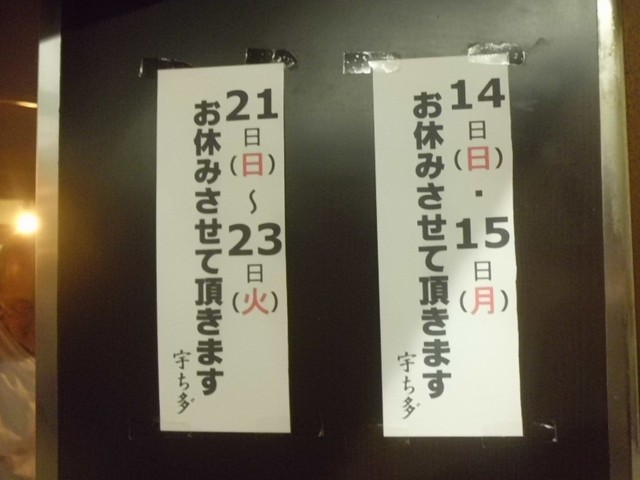 14日(日)・15日(月)
お休みさせて頂きます
宇ち多゛
21日(日)～23日(火)
お休みさせて頂きます
宇ち多゛